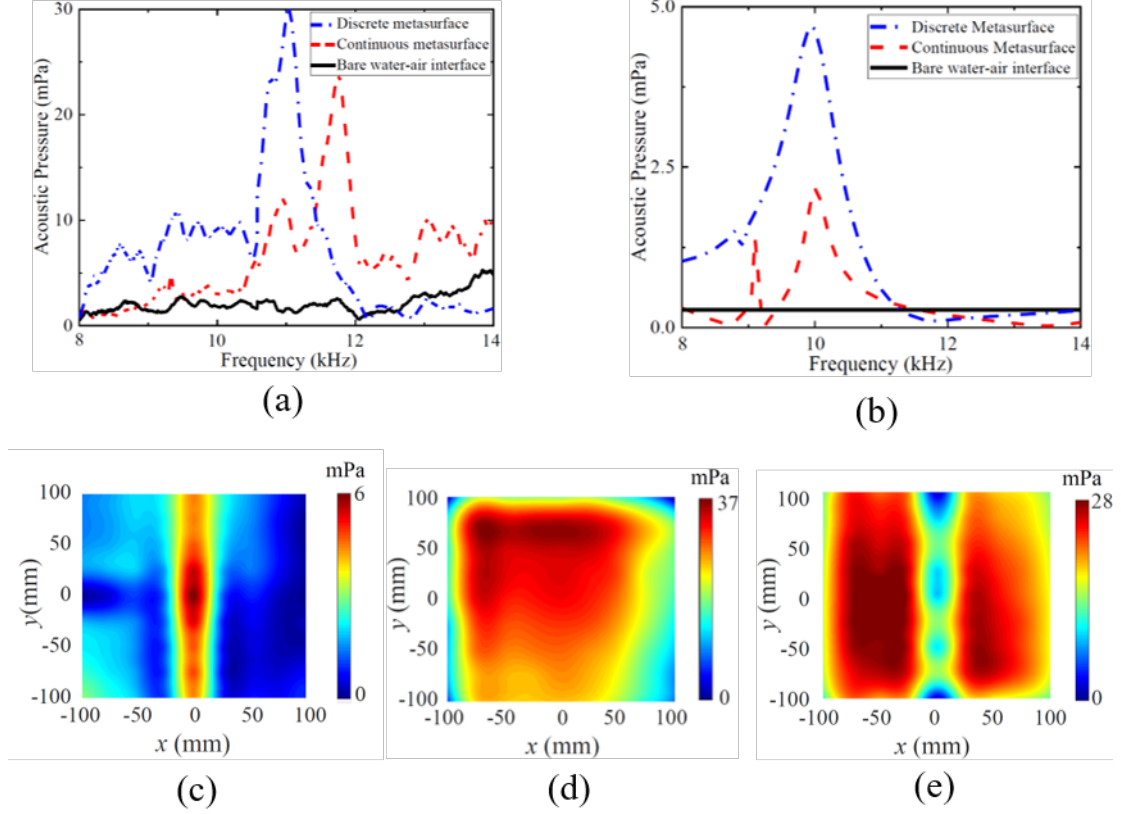 30
20
10
0
Acoustic Pressure (mPa)
Discrete metasurface
Continuous metasurface
Bare water-air interface
8
10
12
14
Frequency (kHz)
(a)
5.0
2.5
0.0
Acoustic Pressure (mPa)
Discrete Metasurface
Continuous Metasurface
Bare water-air interface
8
10
12
14
Frequency (kHz)
(b)
mPa
6
0
100
50
0
-50
-100
y(mm)
-100
-50
0
50
100
x (mm)
(c)
mPa
37
0
100
50
0
-50
-100
y (mm)
-100
-50
0
50
100
x (mm)
(d)
mPa
28
0
100
50
0
-50
-100
y (mm)
-100
-50
0
50
100
x (mm)
(e)